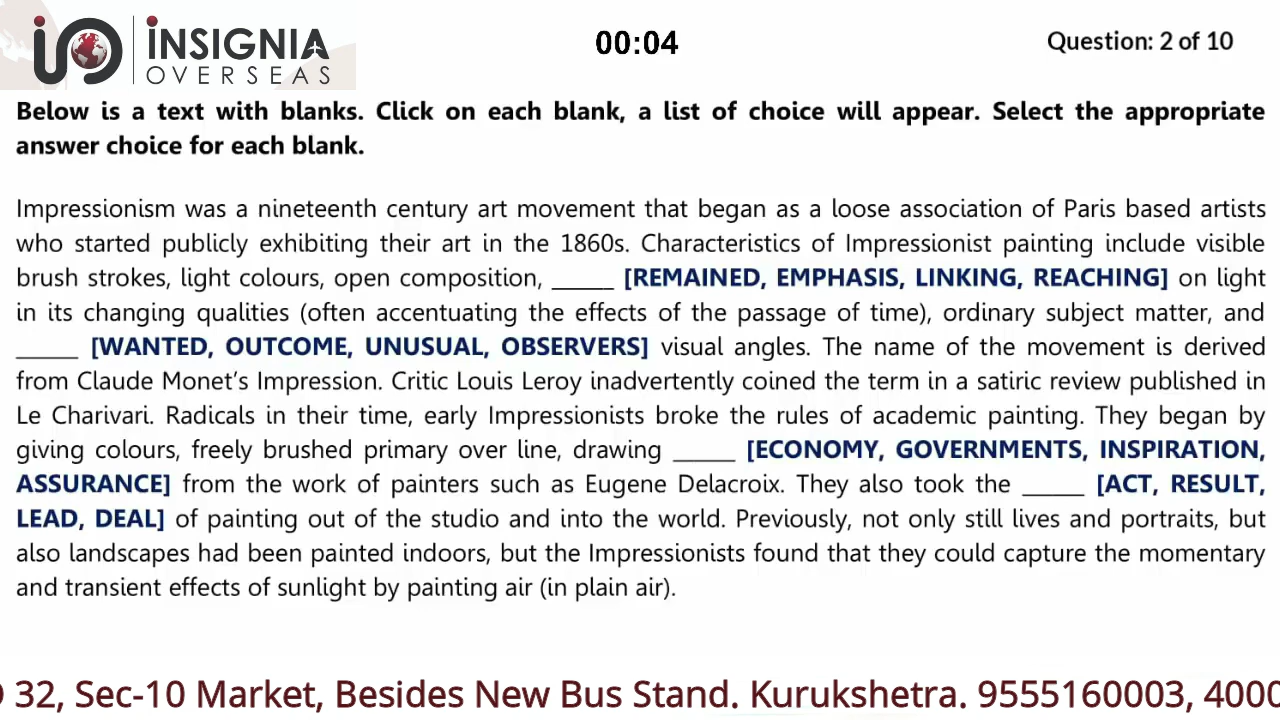 INSIGNIA
OVERSEAS
00:04
Question: 2 of 10
Below is a text with blanks. Click on each blank, a list of choice will appear. Select the appropriate
answer choice for each blank.
Impressionism was a nineteenth century art movement that began as a loose association of Paris based artists
who started publicly exhibiting their art in the 1860s. Characteristics of Impressionist painting include visible
brush strokes, light colours, open composition, _____ [REMAINED, EMPHASIS, LINKING, REACHING] on light
in its changing qualities (often accentuating the effects of the passage of time), ordinary subject matter, and
_____ [WANTED, OUTCOME, UNUSUAL, OBSERVERS] visual angles. The name of the movement is derived
from Claude Monet’s Impression. Critic Louis Leroy inadvertently coined the term in a satiric review published in
Le Charivari. Radicals in their time, early Impressionists broke the rules of academic painting. They began by
giving colours, freely brushed primary over line, drawing _____ [ECONOMY, GOVERNMENTS, INSPIRATION,
ASSURANCE] from the work of painters such as Eugene Delacroix. They also took the _____ [ACT, RESULT,
LEAD, DEAL] of painting out of the studio and into the world. Previously, not only still lives and portraits, but
also landscapes had been painted indoors, but the Impressionists found that they could capture the momentary
and transient effects of sunlight by painting air (in plain air).
32, Sec-10 Market, Besides New Bus Stand. Kurukshetra. 9555160003, 4000